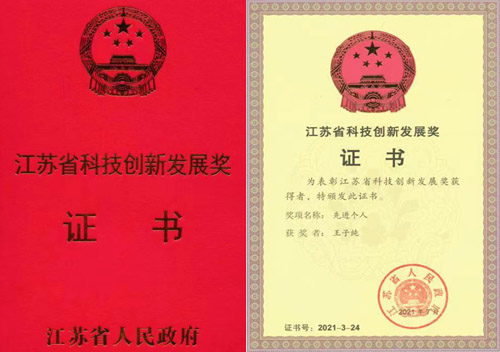 江苏省科技创新发展奖
证 书
江苏省人民政府
江苏省科技创新发展奖
证 书
为表彰江苏省科技创新发展奖获
得者，特颁发此证书。
奖项名称：先进个人
获 奖 者：王子纯
江苏省人民政府
证书号：2021-3-24